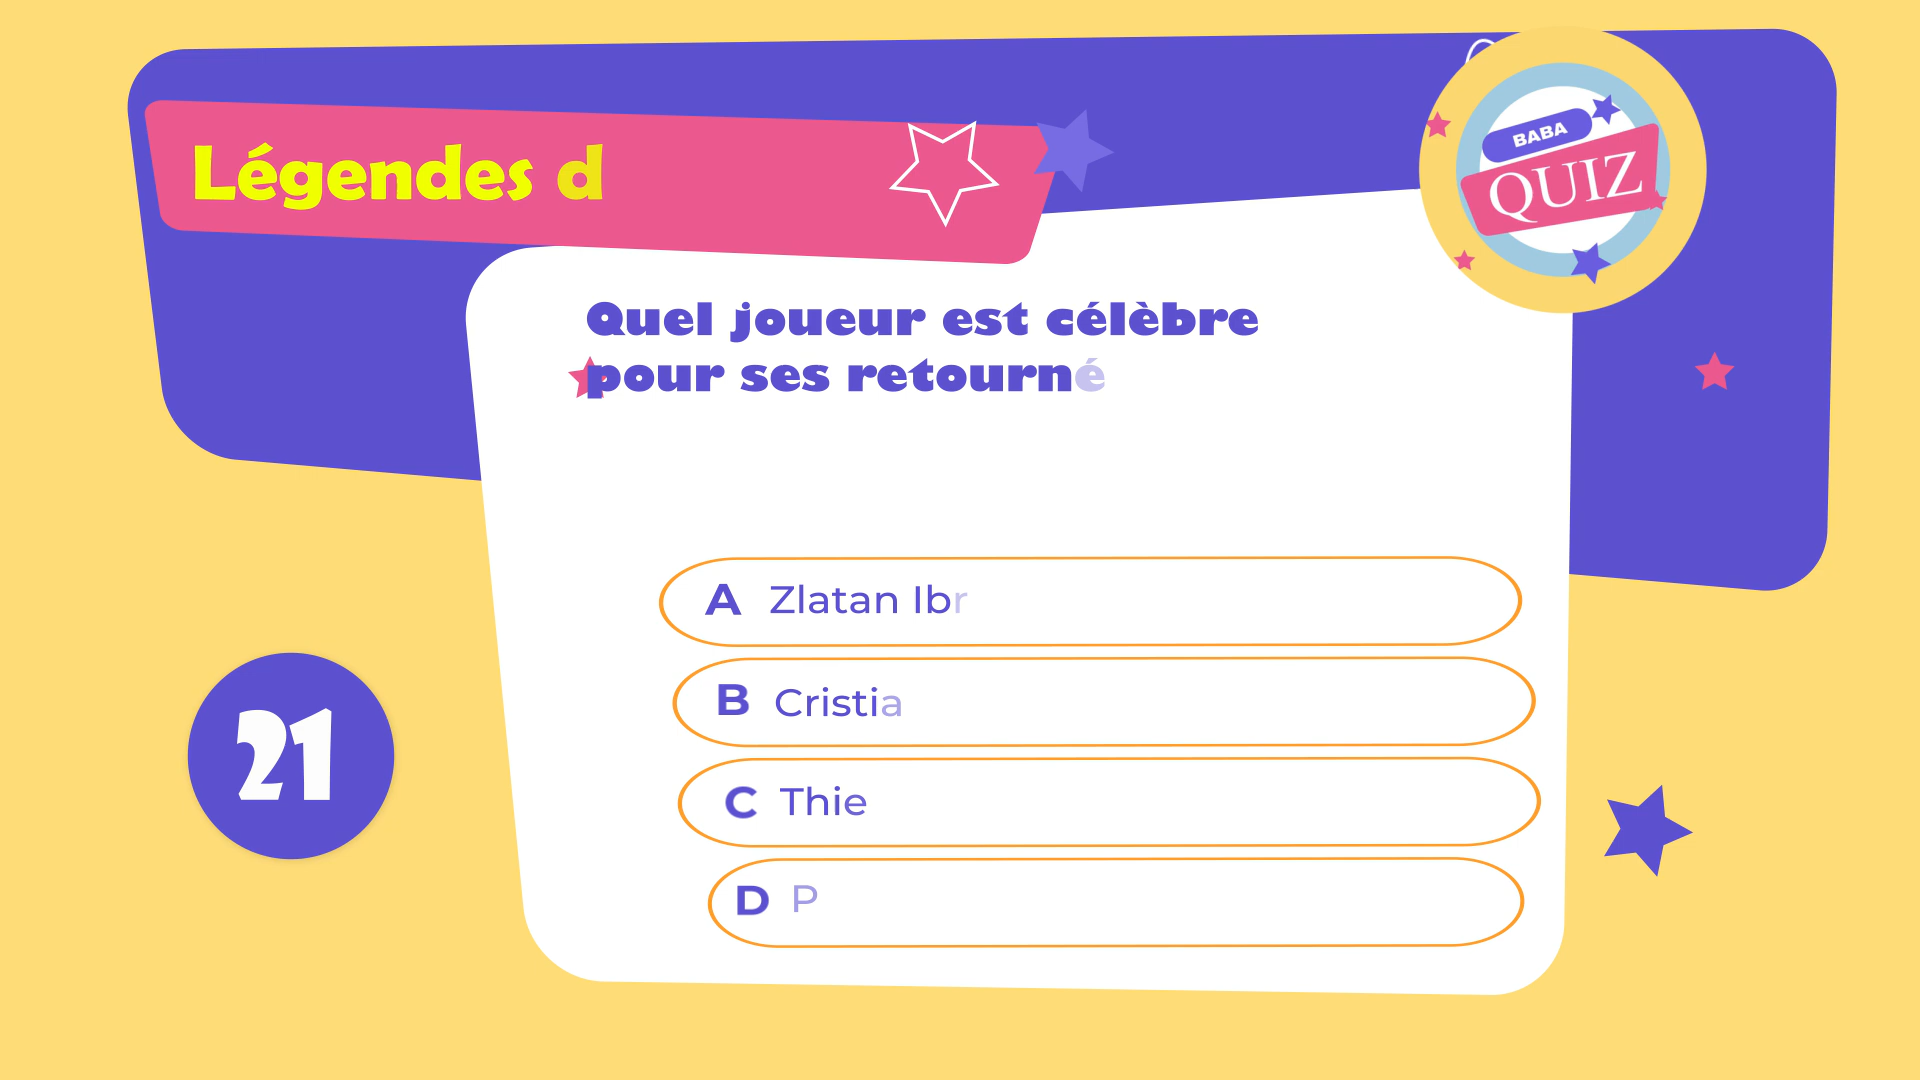 Légendes d
BABA
QUIZ
Quel joueur est célèbre
pour ses retourné
A Zlatan Ibr
B Cristia
C Thie
D P
21